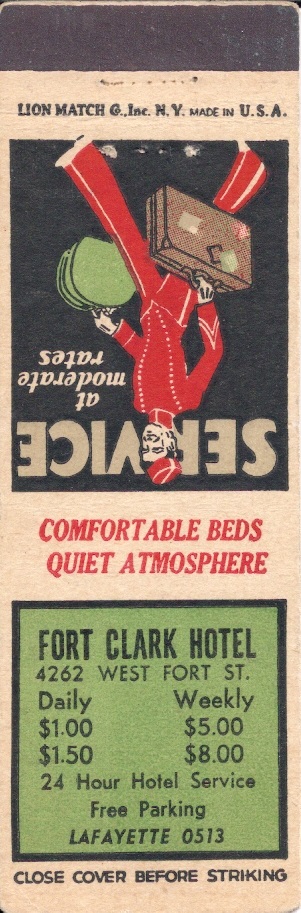 LION MATCH Co., Inc. N.Y. MADE IN U.S.A.
SERVICE
at
moderate
rates
COMFORTABLE BEDS
QUIET ATMOSPHERE
FORT CLARK HOTEL
4262 WEST FORT ST.
Daily Weekly
$1.00 $5.00
$1.50 $8.00
24 Hour Hotel Service
Free Parking
LAFAYETTE 0513
CLOSE COVER BEFORE STRIKING